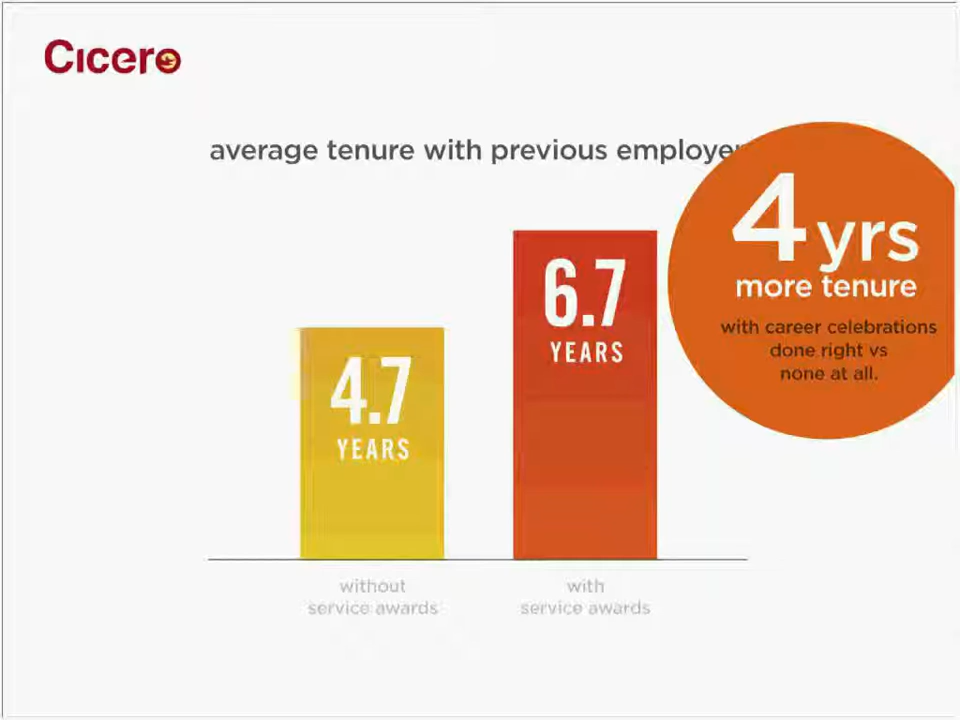 Cicero
average tenure with previous employer
4 yrs
more tenure
with career celebrations
done right vs
none at all.
6.7
YEARS
4.7
YEARS
without
service awards
with
service awards